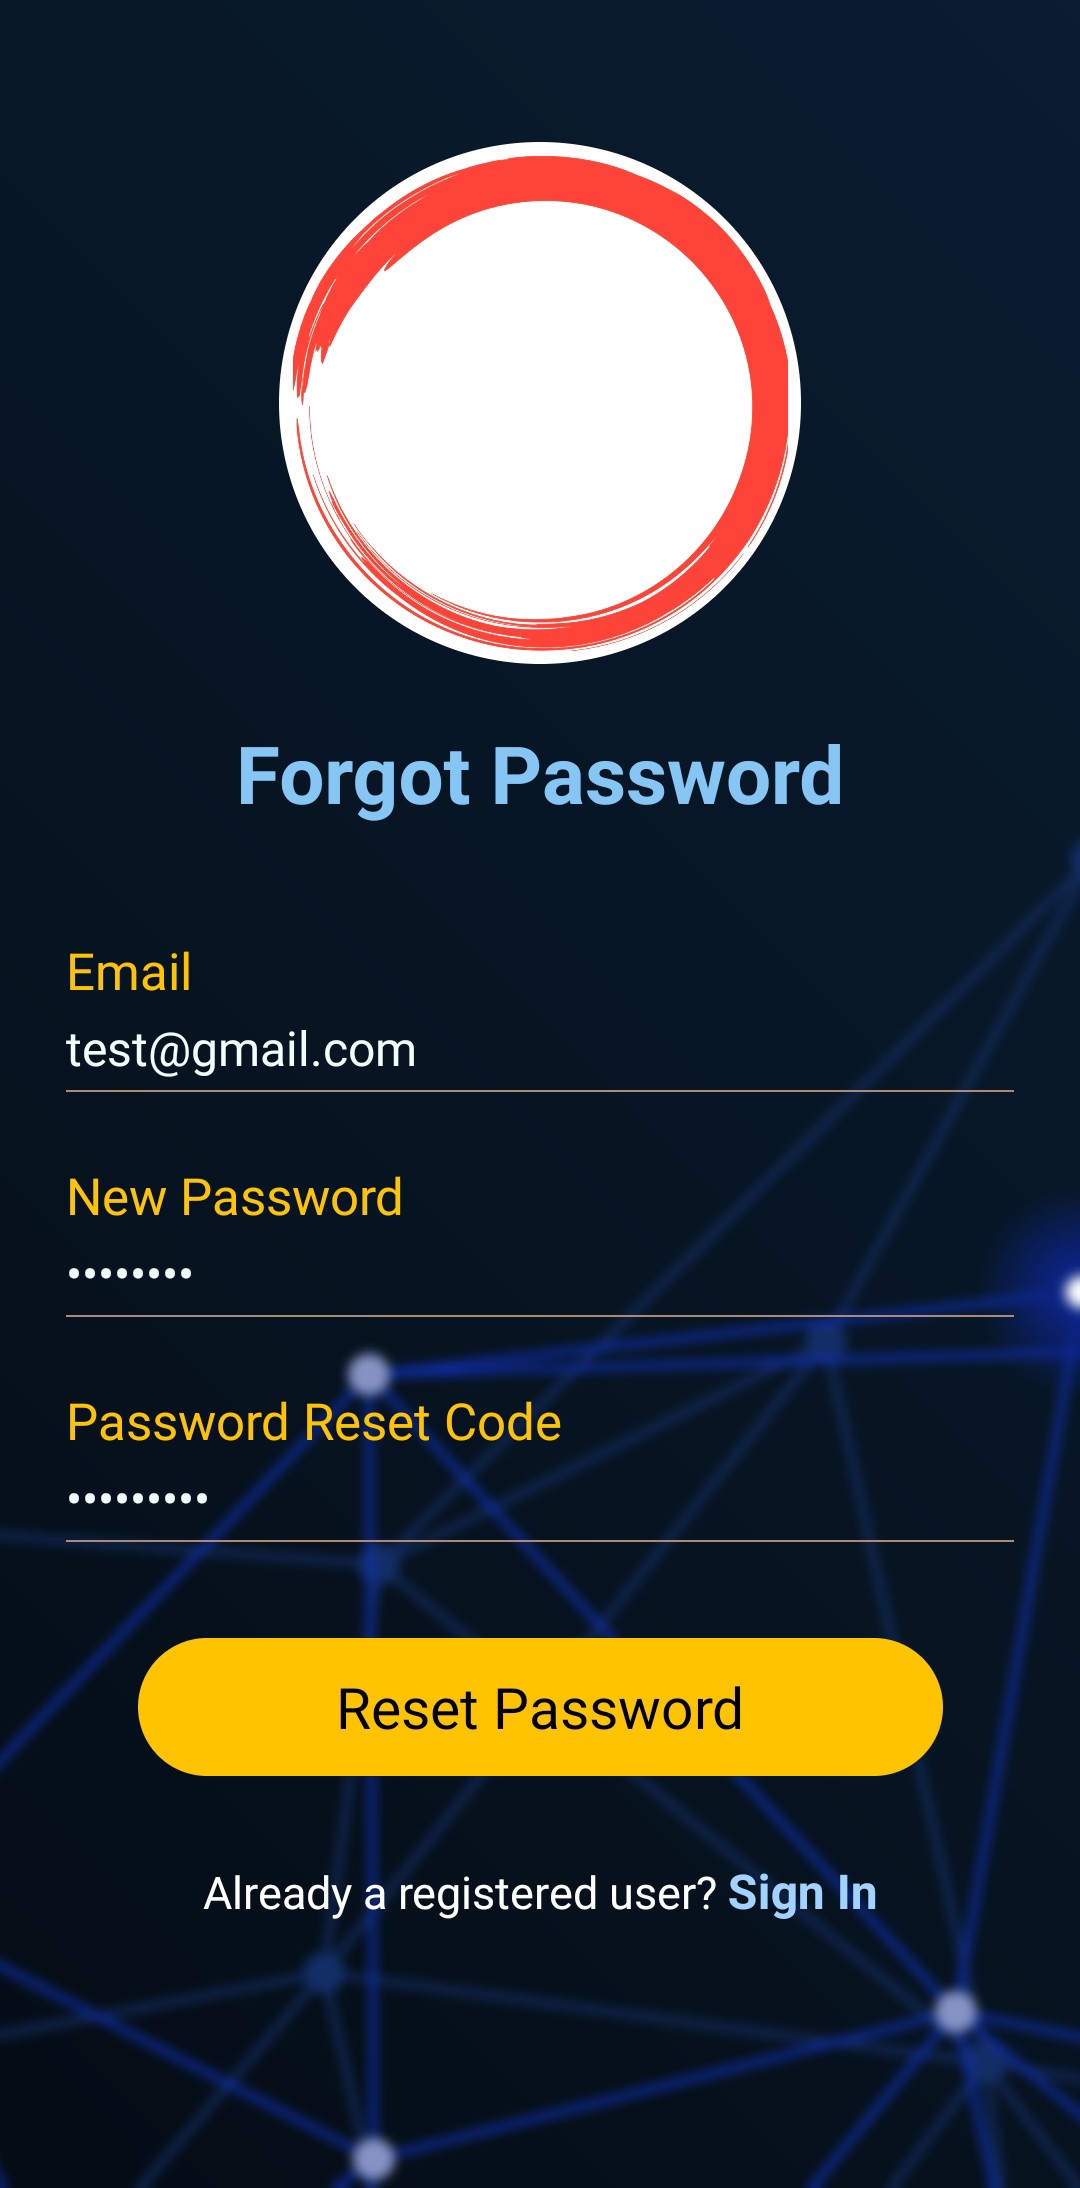 Forgot Password
Email
test@gmail.com
New Password
••••••••
Password Reset Code
•••••••••
Reset Password
Already a registered user? Sign In